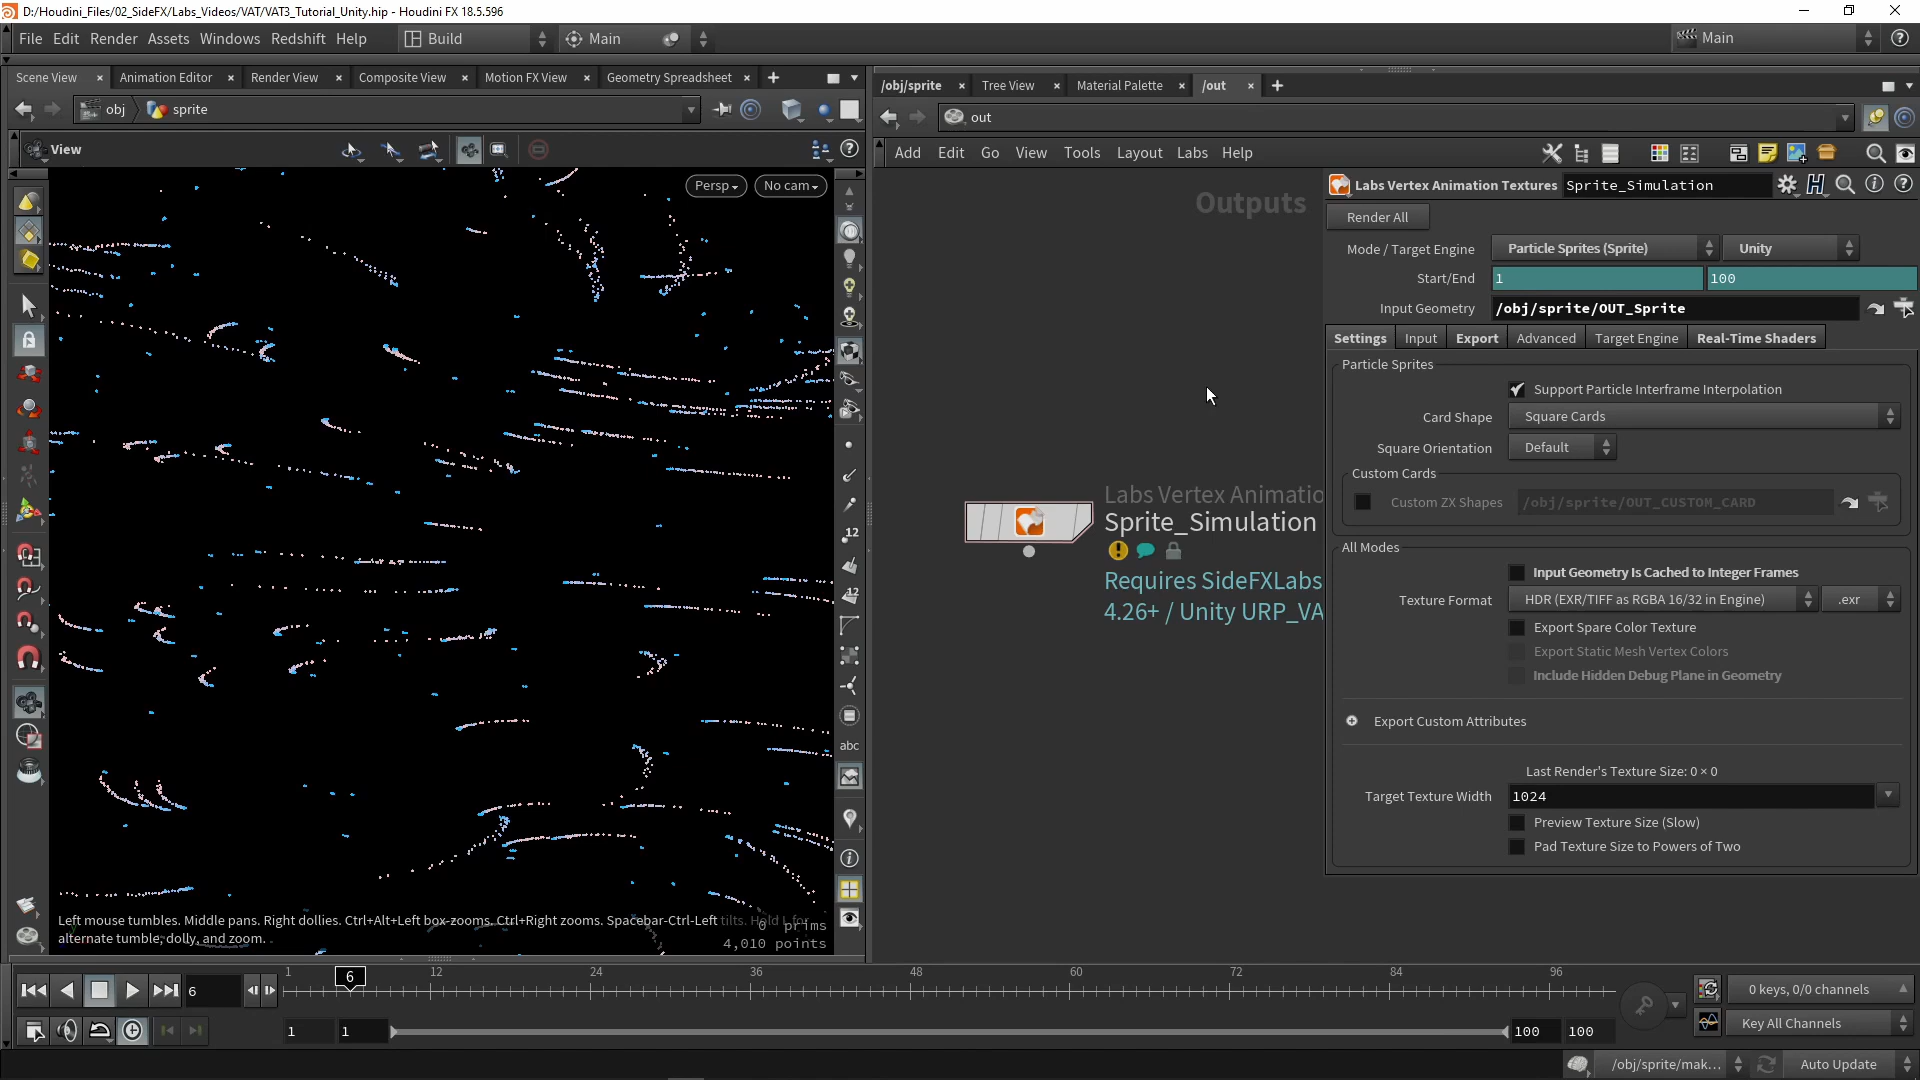 D:/Houdini_Files/02_SideFX/Labs_Videos/VAT/VAT3_Tutorial_Unity.hip - Houdini FX 18.5.596
File Edit Render Assets Windows Redshift Help Build Main Main
Scene View Animation Editor Render View Composite View Motion FX View Geometry Spreadsheet
/obj/sprite Tree View Material Palette /out
obj sprite
out
View
Add Edit Go View Tools Layout Labs Help
Persp No cam
Outputs
Labs Vertex Animation Textures Sprite_Simulation
Render All
Mode / Target Engine Particle Sprites (Sprite) Unity
Start/End 1 100
Input Geometry /obj/sprite/OUT_Sprite
Settings Input Export Advanced Target Engine Real-Time Shaders
Particle Sprites
Support Particle Interframe Interpolation
Card Shape Square Cards
Square Orientation Default
Custom Cards
Custom ZX Shapes /obj/sprite/OUT_CUSTOM_CARD
All Modes
Input Geometry Is Cached to Integer Frames
Texture Format HDR (EXR/TIFF as RGBA 16/32 in Engine) .exr
Export Spare Color Texture
Export Static Mesh Vertex Colors
Include Hidden Debug Plane in Geometry
Export Custom Attributes
Last Render's Texture Size: 0 × 0
Target Texture Width 1024
Preview Texture Size (Slow)
Pad Texture Size to Powers of Two
Labs Vertex Animatio
Sprite_Simulation
Requires SideFXLabs
4.26+ / Unity URP_VA
12
12
abc
Left mouse tumbles. Middle pans. Right dollies. Ctrl+Alt+Left box-zooms. Ctrl+Right zooms. Spacebar-Ctrl-Left tilts. Hold L for
alternate tumble, dolly, and zoom.
0 prims
4,010 points
6 1 6 12 24 36 48 60 72 84 96
0 keys, 0/0 channels
1 1 100 100
Key All Channels
/obj/sprite/mak... Auto Update